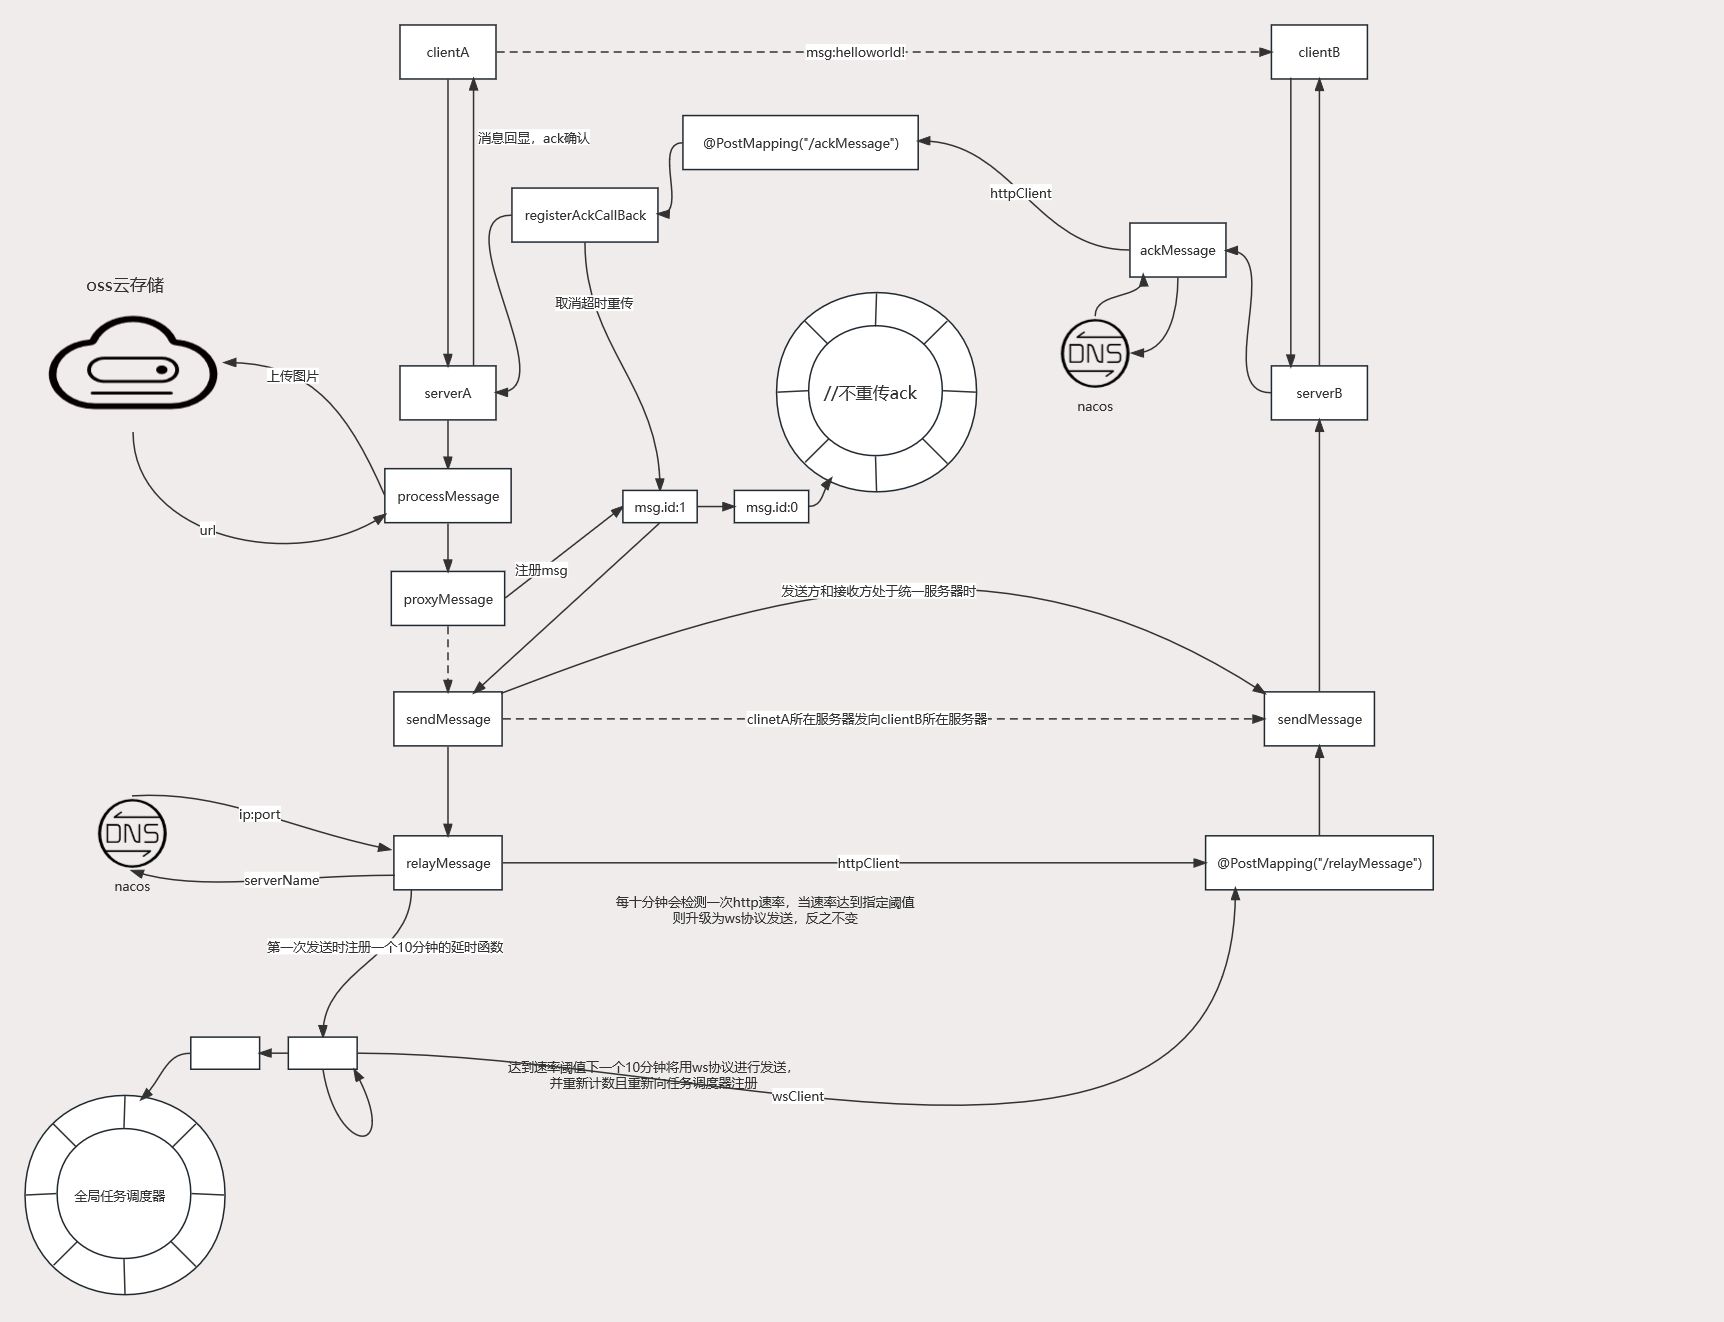 clientA
msg:helloworld!
clientB
消息回显，ack确认
@PostMapping("/ackMessage")
httpClient
registerAckCallBack
ackMessage
oss云存储
取消超时重传
DNS
nacos
上传图片
serverA
//不重传ack
serverB
processMessage
msg.id:1
msg.id:0
url
注册msg
proxyMessage
发送方和接收方处于统一服务器时
sendMessage
clinetA所在服务器发向clientB所在服务器
sendMessage
ip:port
DNS
nacos
serverName
relayMessage
httpClient
@PostMapping("/relayMessage")
每十分钟会检测一次http速率，当速率达到指定阈值
则升级为ws协议发送，反之不变
第一次发送时注册一个10分钟的延时函数
达到速率阈值下一个10分钟将用ws协议进行发送，
并重新计数且重新向任务调度器注册
wsClient
全局任务调度器